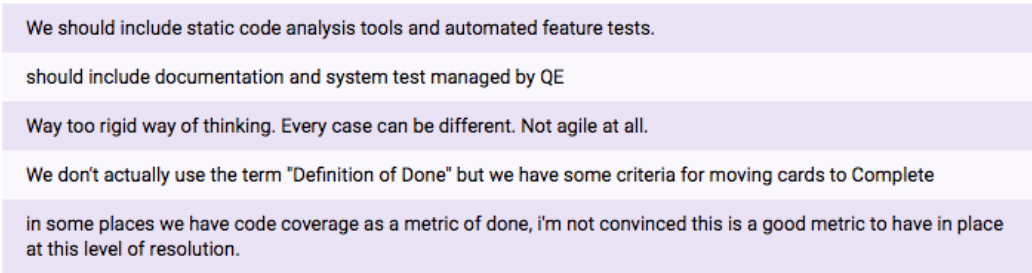 We should include static code analysis tools and automated feature tests.
should include documentation and system test managed by QE
Way too rigid way of thinking. Every case can be different. Not agile at all.
We don't actually use the term "Definition of Done" but we have some criteria for moving cards to Complete
in some places we have code coverage as a metric of done, i'm not convinced this is a good metric to have in place
at this level of resolution.